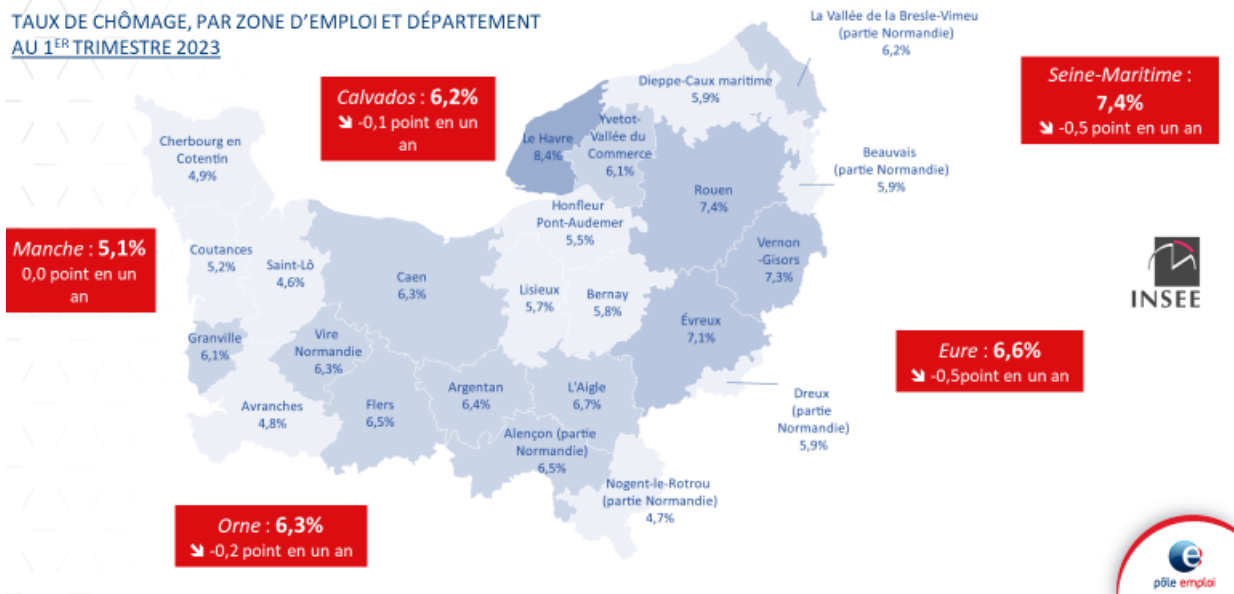 TAUX DE CHÔMAGE, PAR ZONE D’EMPLOI ET DÉPARTEMENT
AU 1ER TRIMESTRE 2023
La Vallée de la Bresle-Vimeu
(partie Normandie)
6,2%
Calvados : 6,2%
➘ -0,1 point en un
an
Dieppe-Caux maritime
5,9%
Seine-Maritime :
7,4%
➘ -0,5 point en un an
Cherbourg en
Cotentin
4,9%
Le Havre
8,4%
Yvetot-
Vallée du
Commerce
6,1%
Beauvais
(partie Normandie)
5,9%
Rouen
7,4%
Honfleur
Pont-Audemer
5,5%
Manche : 5,1%
0,0 point en un
an
Coutances
5,2%
Saint-Lô
4,6%
Caen
6,3%
Lisieux
5,7%
Bernay
5,8%
Vernon
-Gisors
7,3%
INSEE
Granville
6,1%
Vire
Normandie
6,3%
Évreux
7,1%
Eure : 6,6%
➘ -0,5point en un an
Avranches
4,8%
Flers
6,5%
Argentan
6,4%
L'Aigle
6,7%
Dreux
(partie
Normandie)
5,9%
Alençon (partie
Normandie)
6,5%
Nogent-le-Rotrou
(partie Normandie)
4,7%
Orne : 6,3%
➘ -0,2 point en un an
pôle emploi